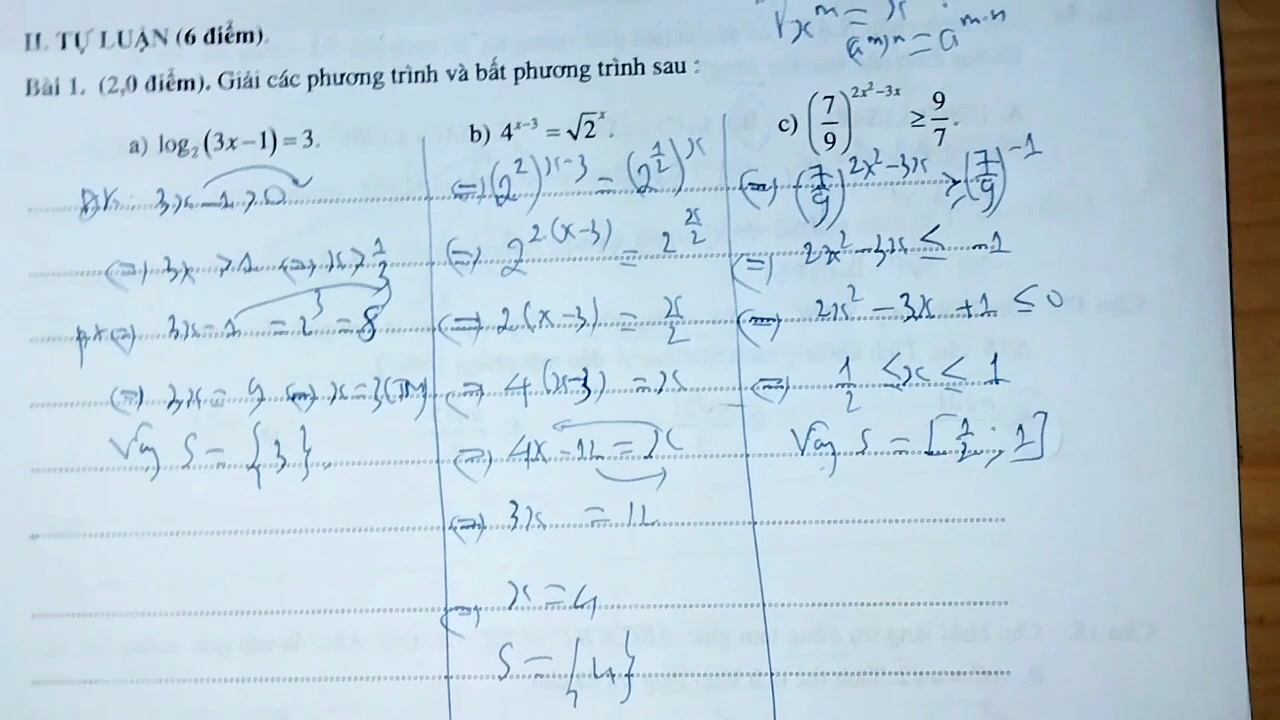 II. TỰ LUẬN (6 điểm).
Bài 1. (2,0 điểm). Giải các phương trình và bất phương trình sau :
a) log₂(3x−1) = 3.
ĐK: 3x − 1 > 0
(=) 3x > 1 (=) x > 1/3
pt (=) 3x − 1 = 2³ = 8
(=) 3x = 9 (=) x = 3 (TM)
Vậy S = {3}.
b) 4^(x−3) = √2^x.
(=) (2²)^(x−3) = (2^(1/2))^x
(=) 2^(2(x−3)) = 2^(x/2)
(=) 2(x−3) = x/2
(=) 4(x−3) = x
(=) 4x − 12 = x
(=) 3x = 12
(=) x = 4
S = {4}
a^(m.n) = a^(m.n)
c) (7/9)^(2x²−3x) ≥ 9/7.
(=) (7/9)^(2x²−3x) ≥ (7/9)^(−1)
(=) 2x² − 3x ≤ −1
(=) 2x² − 3x + 1 ≤ 0
(=) 1/2 ≤ x ≤ 1
Vậy S = [1/2 ; 1]